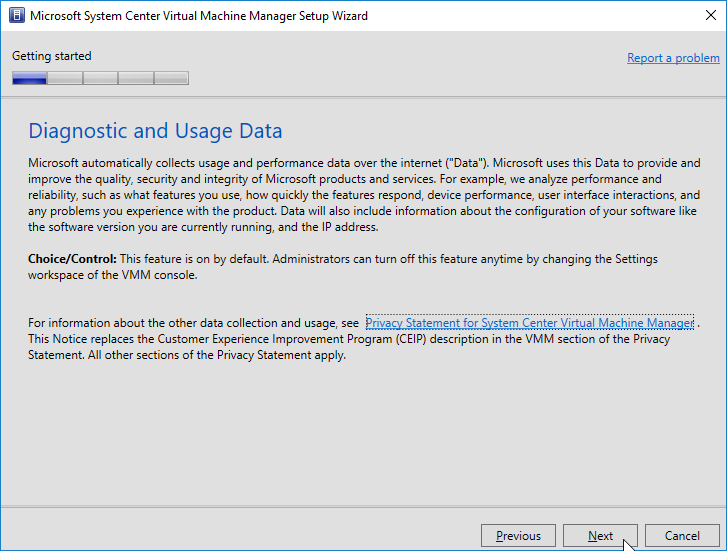 Microsoft System Center Virtual Machine Manager Setup Wizard
Getting started
Report a problem
Diagnostic and Usage Data
Microsoft automatically collects usage and performance data over the internet ("Data"). Microsoft uses this Data to provide and
improve the quality, security and integrity of Microsoft products and services. For example, we analyze performance and
reliability, such as what features you use, how quickly the features respond, device performance, user interface interactions, and
any problems you experience with the product. Data will also include information about the configuration of your software like
the software version you are currently running, and the IP address.
Choice/Control: This feature is on by default. Administrators can turn off this feature anytime by changing the Settings
workspace of the VMM console.
For information about the other data collection and usage, see Privacy Statement for System Center Virtual Machine Manager .
This Notice replaces the Customer Experience Improvement Program (CEIP) description in the VMM section of the Privacy
Statement. All other sections of the Privacy Statement apply.
Previous
Next
Cancel